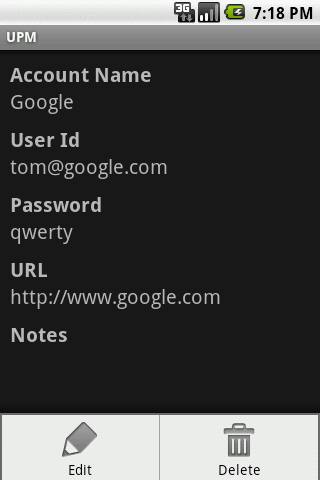 3G 7:18 PM
UPM
Account Name
Google
User Id
tom@google.com
Password
qwerty
URL
http://www.google.com
Notes
Edit Delete